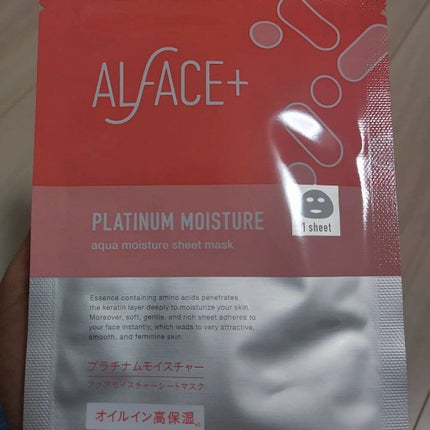 ALFACE+
PLATINUM MOISTURE
aqua moisture sheet mask
1 sheet
Essence containing amino acids penetrates
the keratin layer deeply to moisturize your skin.
Moreover, soft, gentle, and rich sheet adheres to
your face instantly, which leads to very attractive,
smooth, and feminine skin.
プラチナムモイスチャー
アクアモイスチャーシートマスク
オイルイン高保湿